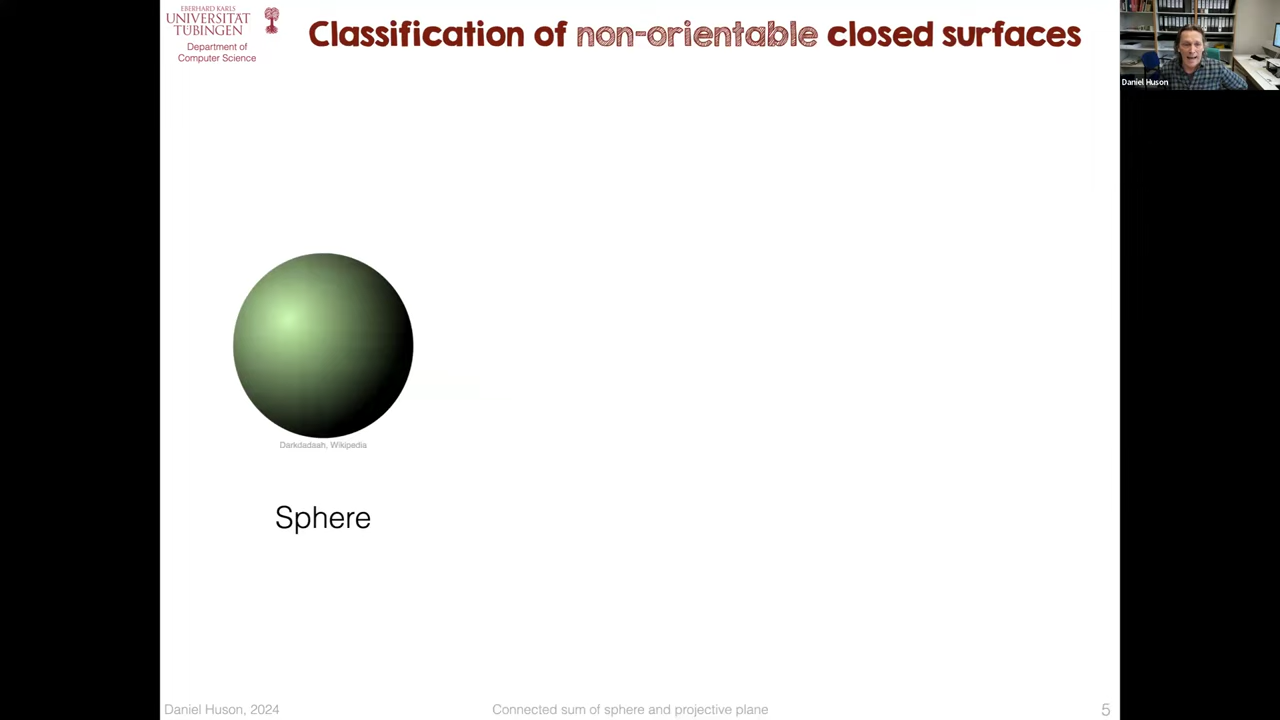 EBERHARD KARLS
UNIVERSITÄT
TÜBINGEN
Department of
Computer Science
Classification of non-orientable closed surfaces
Daniel Huson
Darkdadaah, Wikipedia
Sphere
Daniel Huson, 2024
Connected sum of sphere and projective plane
5